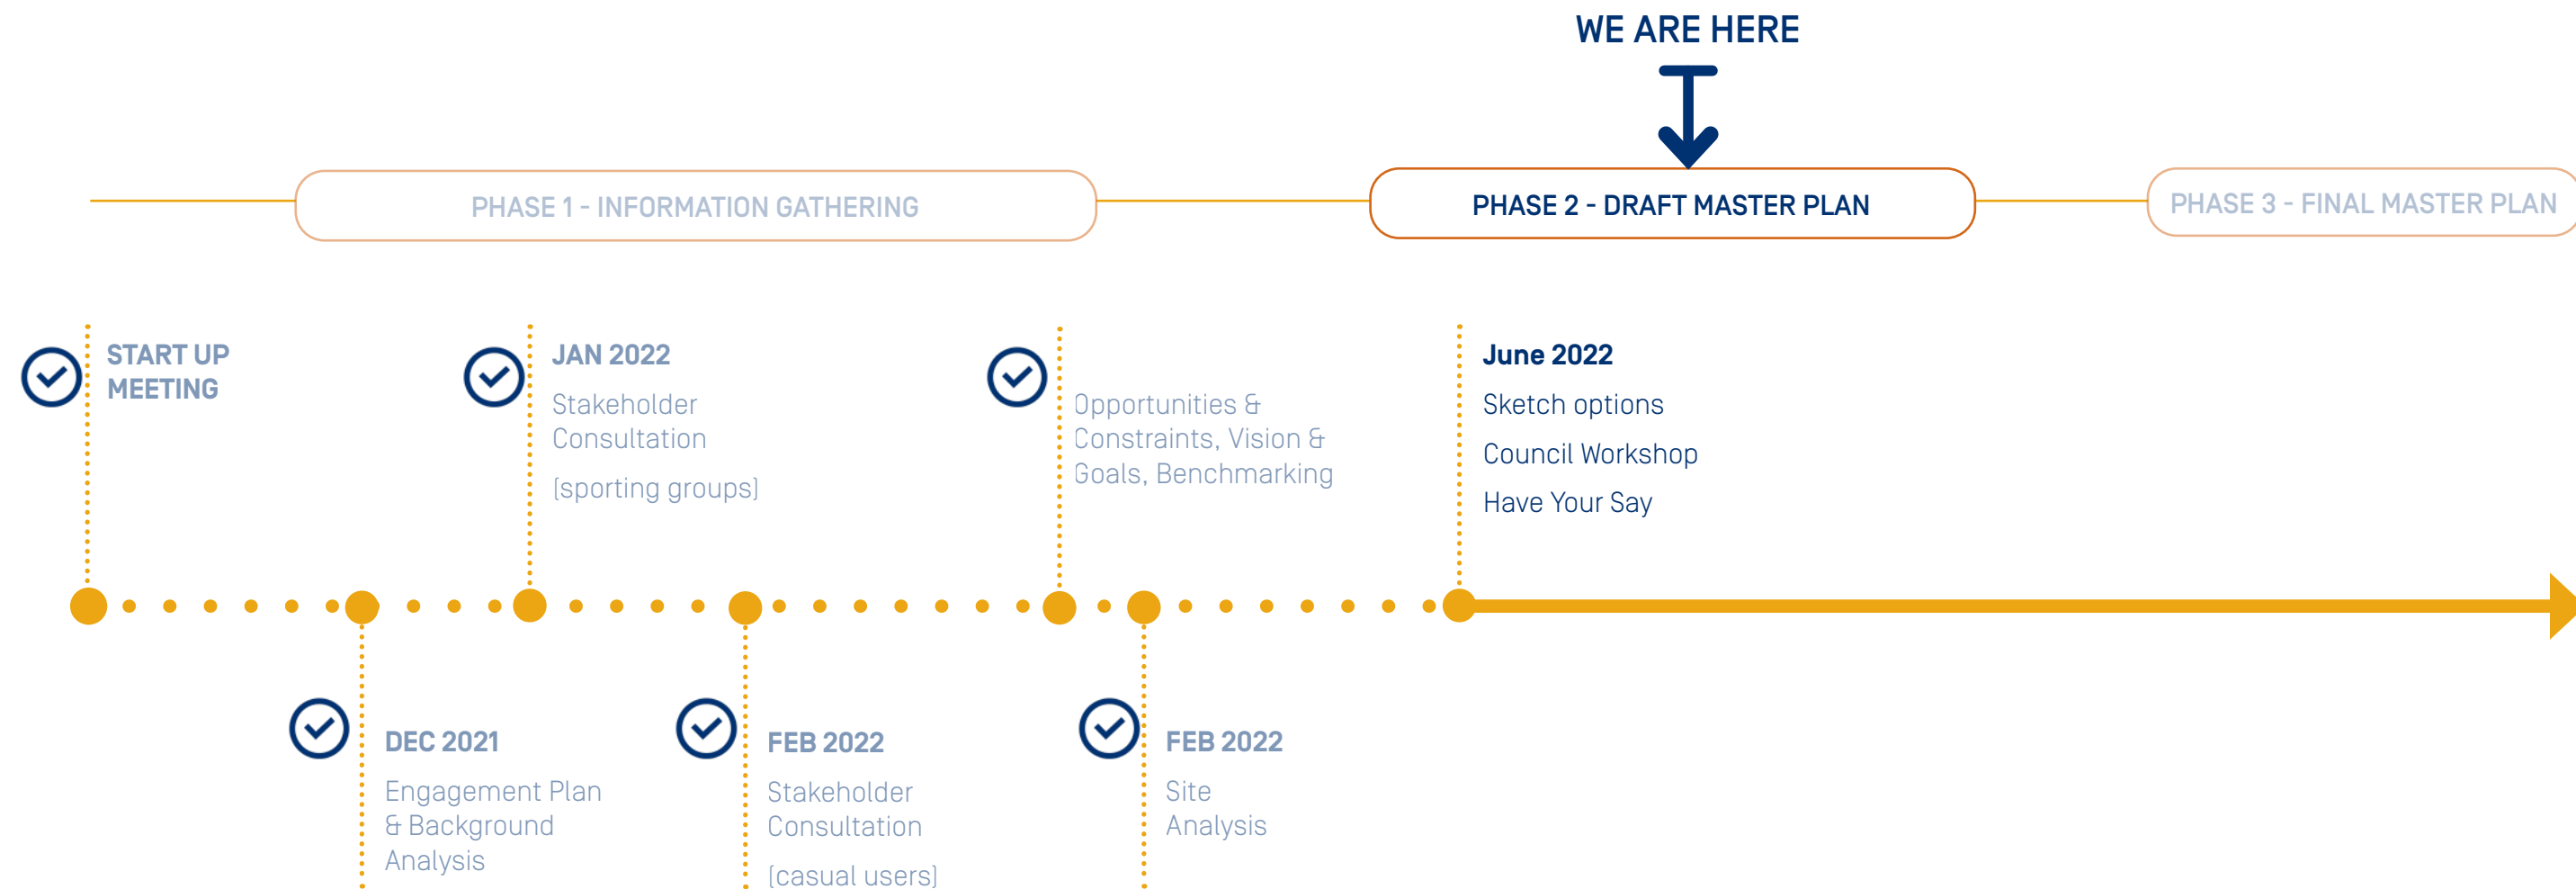 WE ARE HERE
PHASE 1 - INFORMATION GATHERING
PHASE 2 - DRAFT MASTER PLAN
PHASE 3 - FINAL MASTER PLAN
START UP
MEETING
JAN 2022
Stakeholder
Consultation
(sporting groups)
Opportunities &
Constraints, Vision &
Goals, Benchmarking
June 2022
Sketch options
Council Workshop
Have Your Say
DEC 2021
Engagement Plan
& Background
Analysis
FEB 2022
Stakeholder
Consultation
(casual users)
FEB 2022
Site
Analysis